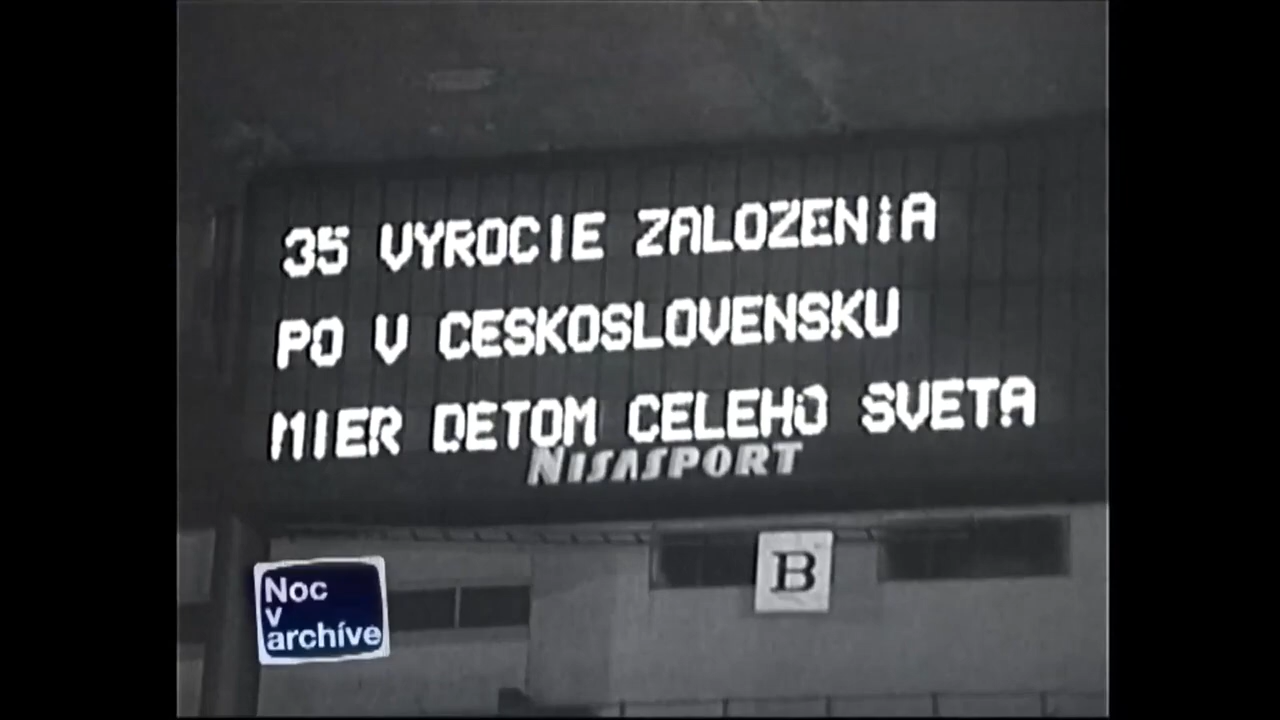 35 VYROCIE ZALOZENiA
PO V CESKOSLOVENSKU
MIER DETOM CELEHO SVETA
NISASPORT
B
Noc
v
archíve